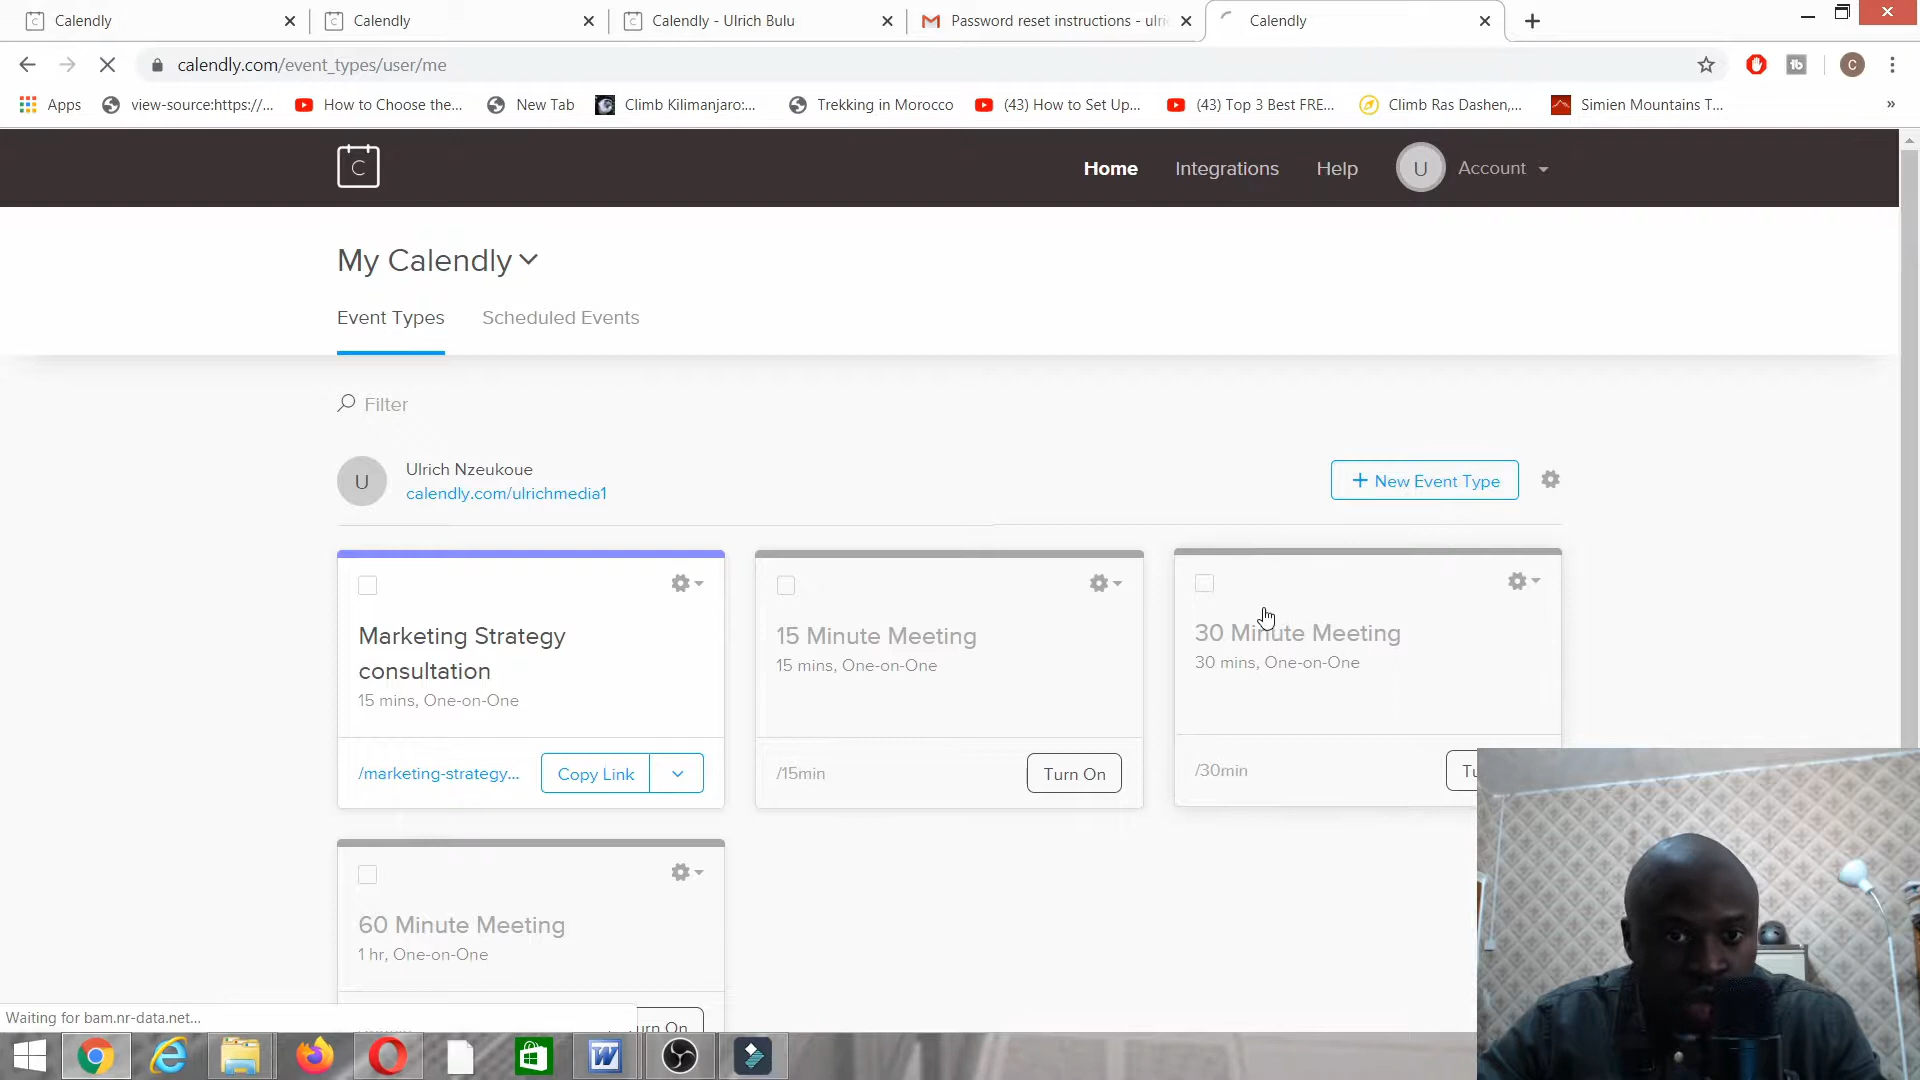 Calendly
Calendly
Calendly - Ulrich Bulu
Password reset instructions - ulri
Calendly
calendly.com/event_types/user/me
C
Apps
view-source:https://...
How to Choose the...
New Tab
Climb Kilimanjaro:...
Trekking in Morocco
(43) How to Set Up...
(43) Top 3 Best FRE...
Climb Ras Dashen,...
Simien Mountains T...
»
C
Home
Integrations
Help
U
Account
My Calendly
Event Types
Scheduled Events
Filter
U
Ulrich Nzeukoue
calendly.com/ulrichmedia1
+ New Event Type
Marketing Strategy
consultation
15 mins, One-on-One
/marketing-strategy...
Copy Link
15 Minute Meeting
15 mins, One-on-One
/15min
Turn On
30 Minute Meeting
30 mins, One-on-One
/30min
Tu
60 Minute Meeting
1 hr, One-on-One
urn On
Waiting for bam.nr-data.net...